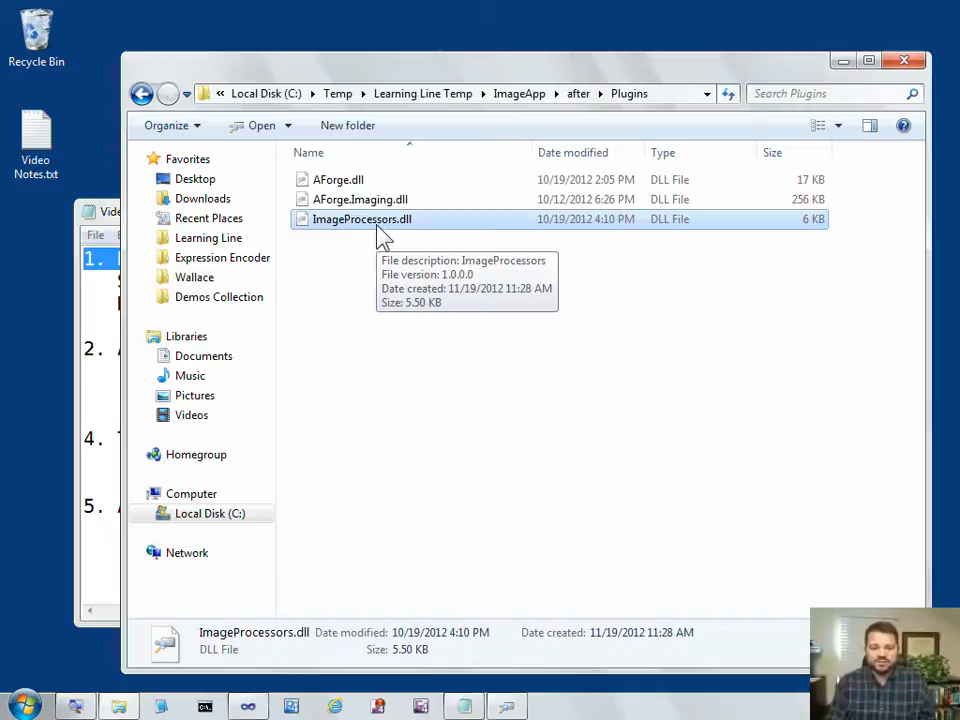 Recycle Bin
Video
Notes.txt
« Local Disk (C:) Temp Learning Line Temp ImageApp after Plugins
Search Plugins
Organize Open New folder
Name Date modified Type Size
AForge.dll 10/19/2012 2:05 PM DLL File 17 KB
AForge.Imaging.dll 10/12/2012 6:26 PM DLL File 256 KB
ImageProcessors.dll 10/19/2012 4:10 PM DLL File 6 KB
File description: ImageProcessors
File version: 1.0.0.0
Date created: 11/19/2012 11:28 AM
Size: 5.50 KB
Favorites
Desktop
Downloads
Recent Places
Learning Line
Expression Encoder
Wallace
Demos Collection
Libraries
Documents
Music
Pictures
Videos
Homegroup
Computer
Local Disk (C:)
Network
File
1.
2.
4.
5.
ImageProcessors.dll Date modified: 10/19/2012 4:10 PM Date created: 11/19/2012 11:28 AM
DLL File Size: 5.50 KB